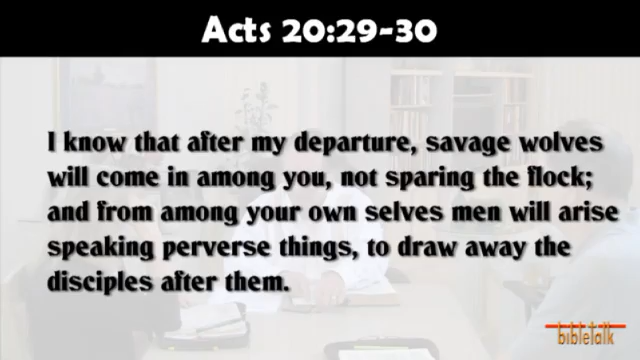 Acts 20:29-30
I know that after my departure, savage wolves
will come in among you, not sparing the flock;
and from among your own selves men will arise
speaking perverse things, to draw away the
disciples after them.
bibletalk